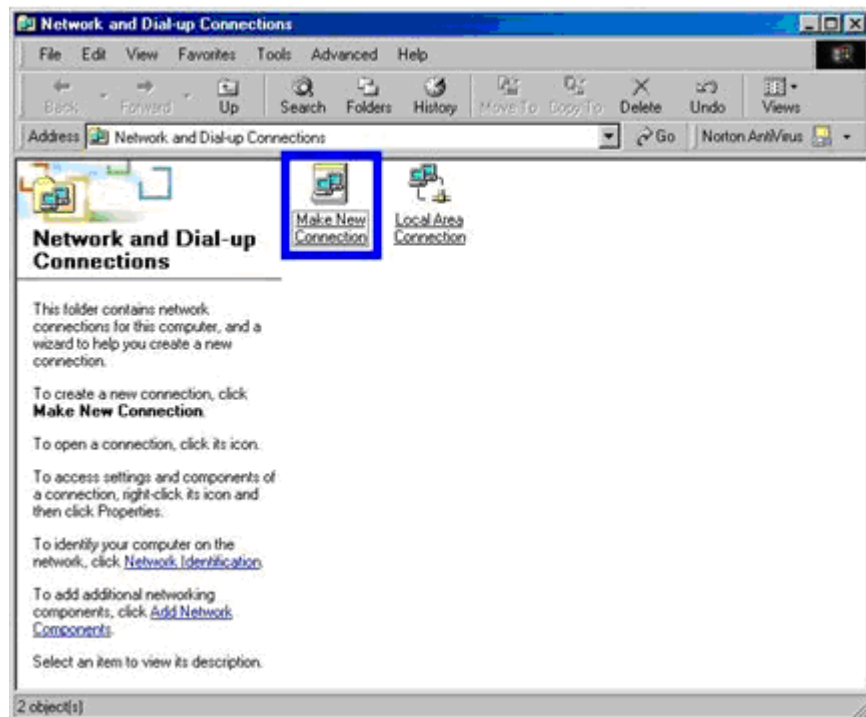 Network and Dial-up Connections
File Edit View Favorites Tools Advanced Help
Back Forward Up Search Folders History Move To Copy To Delete Undo Views
Address Network and Dial-up Connections Go Norton AntiVirus
Make New
Connection
Local Area
Connection
Network and Dial-up
Connections
This folder contains network
connections for this computer, and a
wizard to help you create a new
connection.
To create a new connection, click
Make New Connection.
To open a connection, click its icon.
To access settings and components of
a connection, right-click its icon and
then click Properties.
To identify your computer on the
network, click Network Identification.
To add additional networking
components, click Add Network
Components.
Select an item to view its description.
2 object(s)